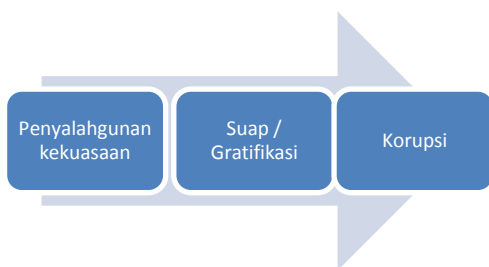 Penyalahgunan
kekuasaan
Suap /
Gratifikasi
Korupsi